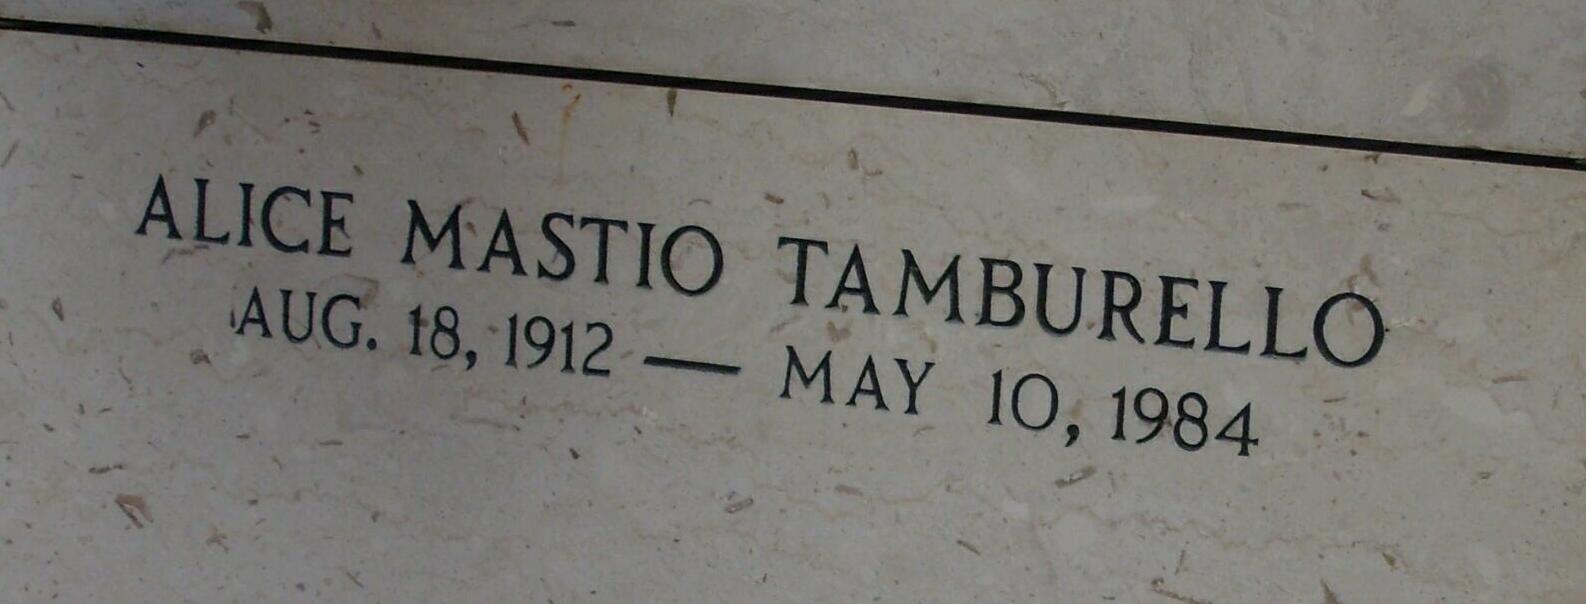 ALICE MASTIO TAMBURELLO
AUG. 18, 1912 — MAY 10, 1984